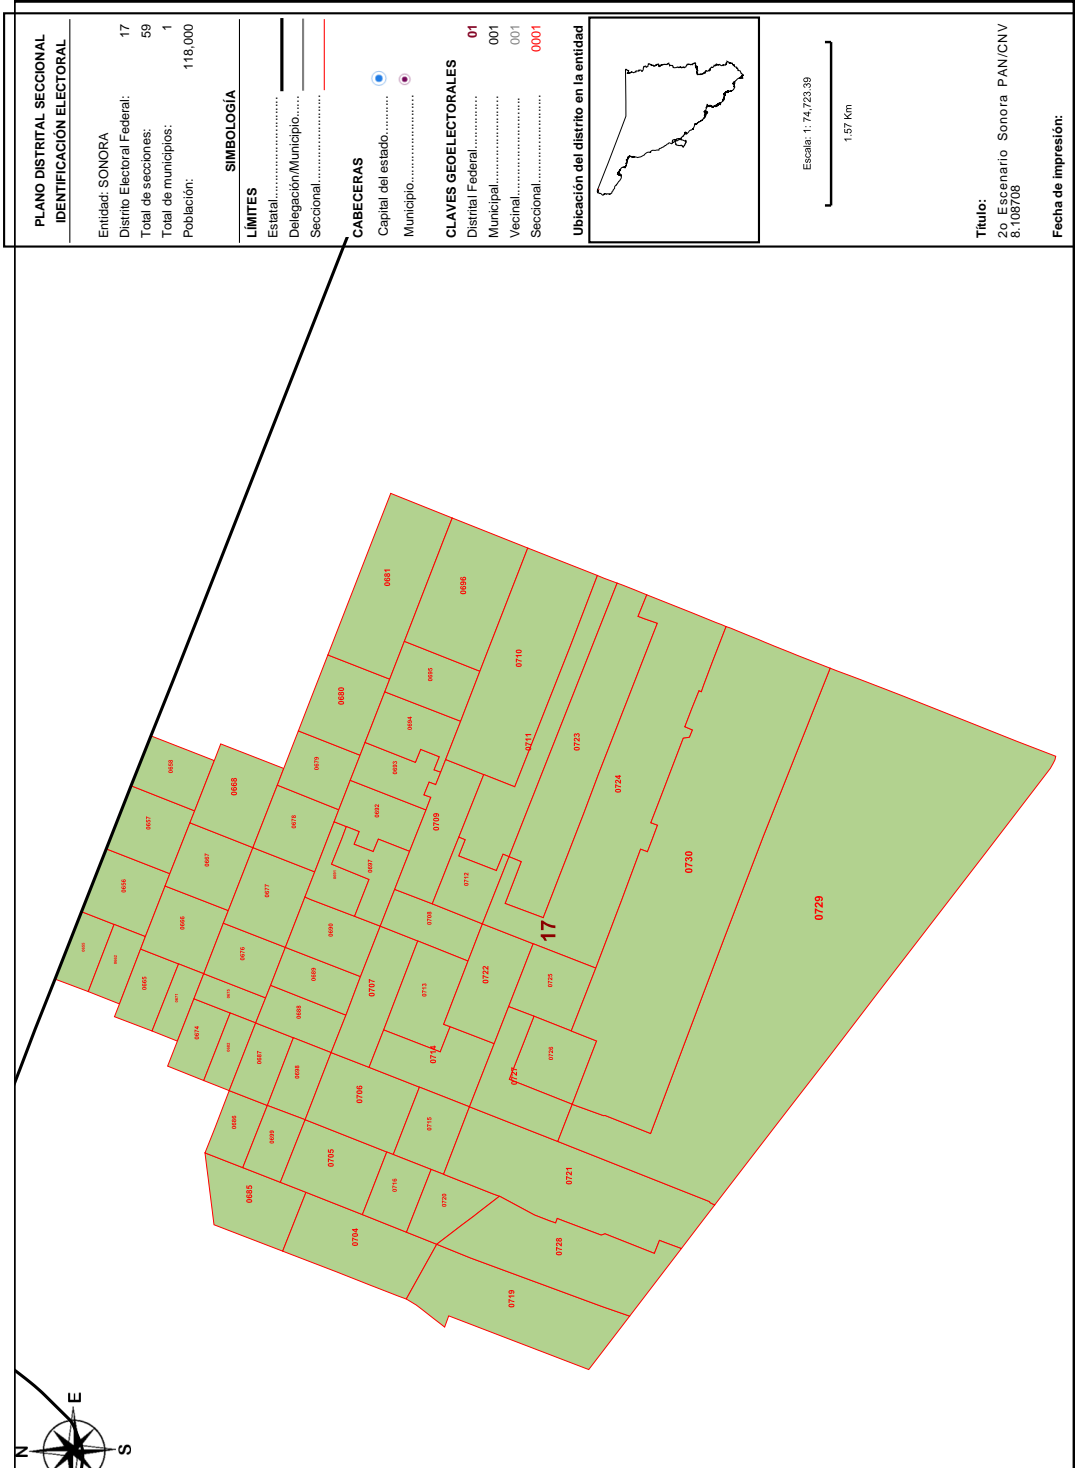 PLANO DISTRITAL SECCIONAL
IDENTIFICACIÓN ELECTORAL
Entidad: SONORA
Distrito Electoral Federal: 17
Total de secciones: 59
Total de municipios: 1
Población: 118,000
SIMBOLOGÍA
LÍMITES
Estatal
Delegación/Municipio
Seccional
CABECERAS
Capital del estado
Municipio
CLAVES GEOELECTORALES
Distrital Federal 01
Municipal 001
Vecinal 001
Seccional 0001
Ubicación del distrito en la entidad
Escala: 1: 74,723.39
1.57 Km
Título:
2o Escenario Sonora PAN/CNV
8.108708
Fecha de impresión:
N
E
S
17
0681
0696
0680
0695
0710
0694
0711
0723
0679
0693
0658
0668
0678
0692
0709
0724
0657
0667
0677
0697
0712
0730
0656
0666
0690
0708
0729
0676
0665
0689
0707
0713
0722
0725
0688
0674
0687
0698
0714
0726
0727
0706
0686
0699
0715
0705
0721
0685
0716
0720
0704
0728
0719